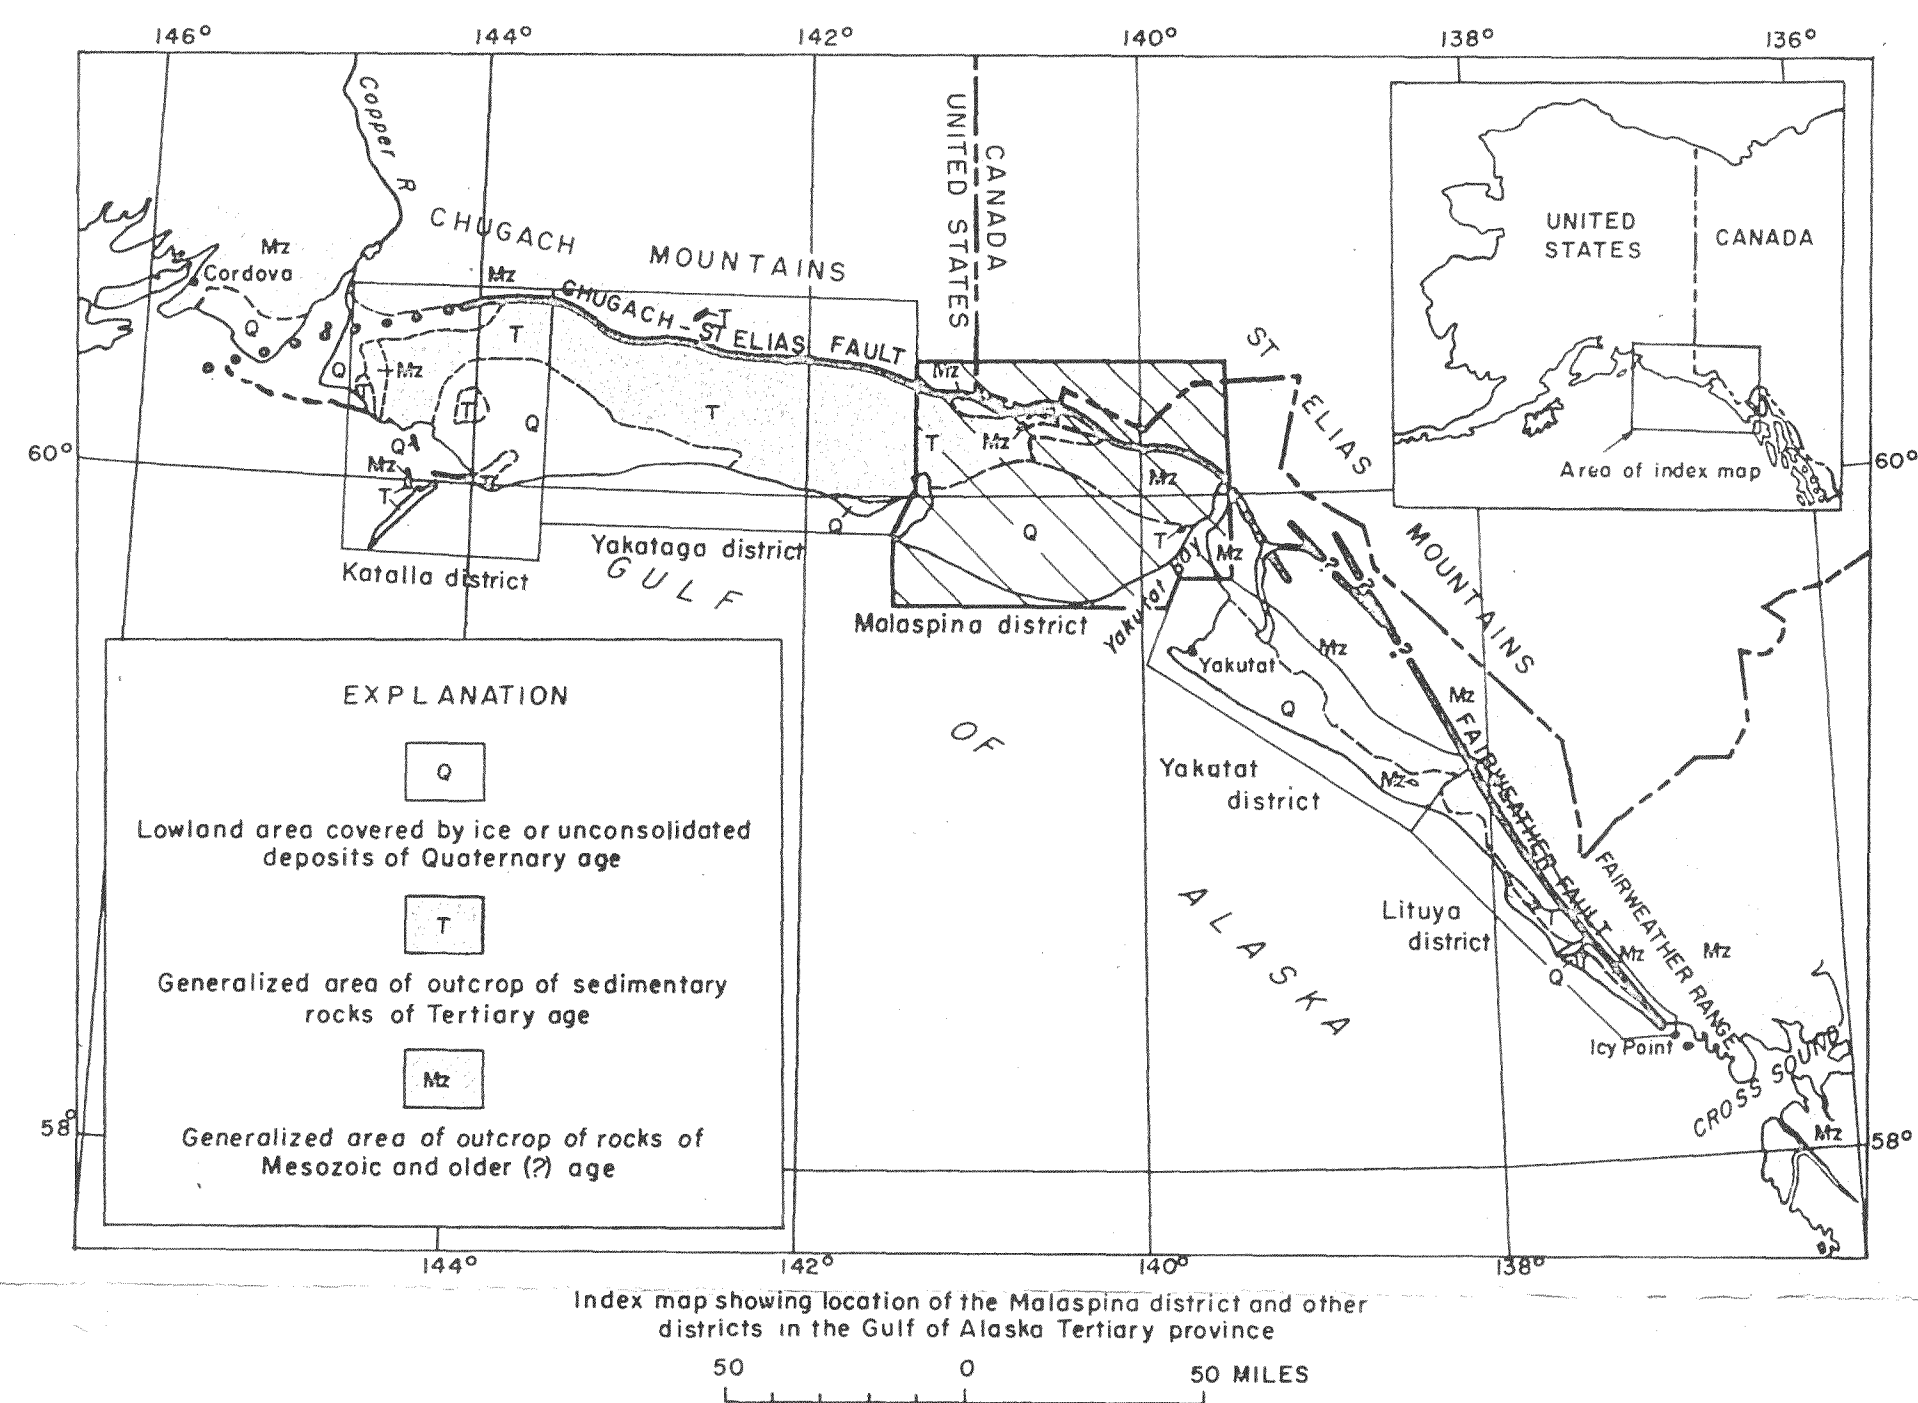 146° 144° 142° 140° 138° 136°
Copper R
UNITED STATES
CANADA
UNITED
STATES
CANADA
Area of index map
CHUGACH MOUNTAINS
Mz
Cordova
Mz
Q
CHUGACH-ST ELIAS FAULT
T
T
Q
Mz
T
T
Q
T
T
Mz
Mz
Q
Mz
T
T
Mz
Q
Q
T
Mz
60°
60°
ST ELIAS MOUNTAINS
Yakataga district
Katalla district
GULF
OF
ALASKA
Malaspina district
Yakutat Bay
?
?
?
Mz
Yakutat
Q
Mz
Mz
FAIRWEATHER FAULT
Yakatat
district
FAIRWEATHER RANGE
Lituya
district
T
Mz
Mz
Q
Icy Point
CROSS SOUND
Mz
58°
58°
EXPLANATION
Q
Lowland area covered by ice or unconsolidated
deposits of Quaternary age
T
Generalized area of outcrop of sedimentary
rocks of Tertiary age
Mz
Generalized area of outcrop of rocks of
Mesozoic and older (?) age
144° 142° 140° 138°
Index map showing location of the Malaspina district and other
districts in the Gulf of Alaska Tertiary province
50 0 50 MILES